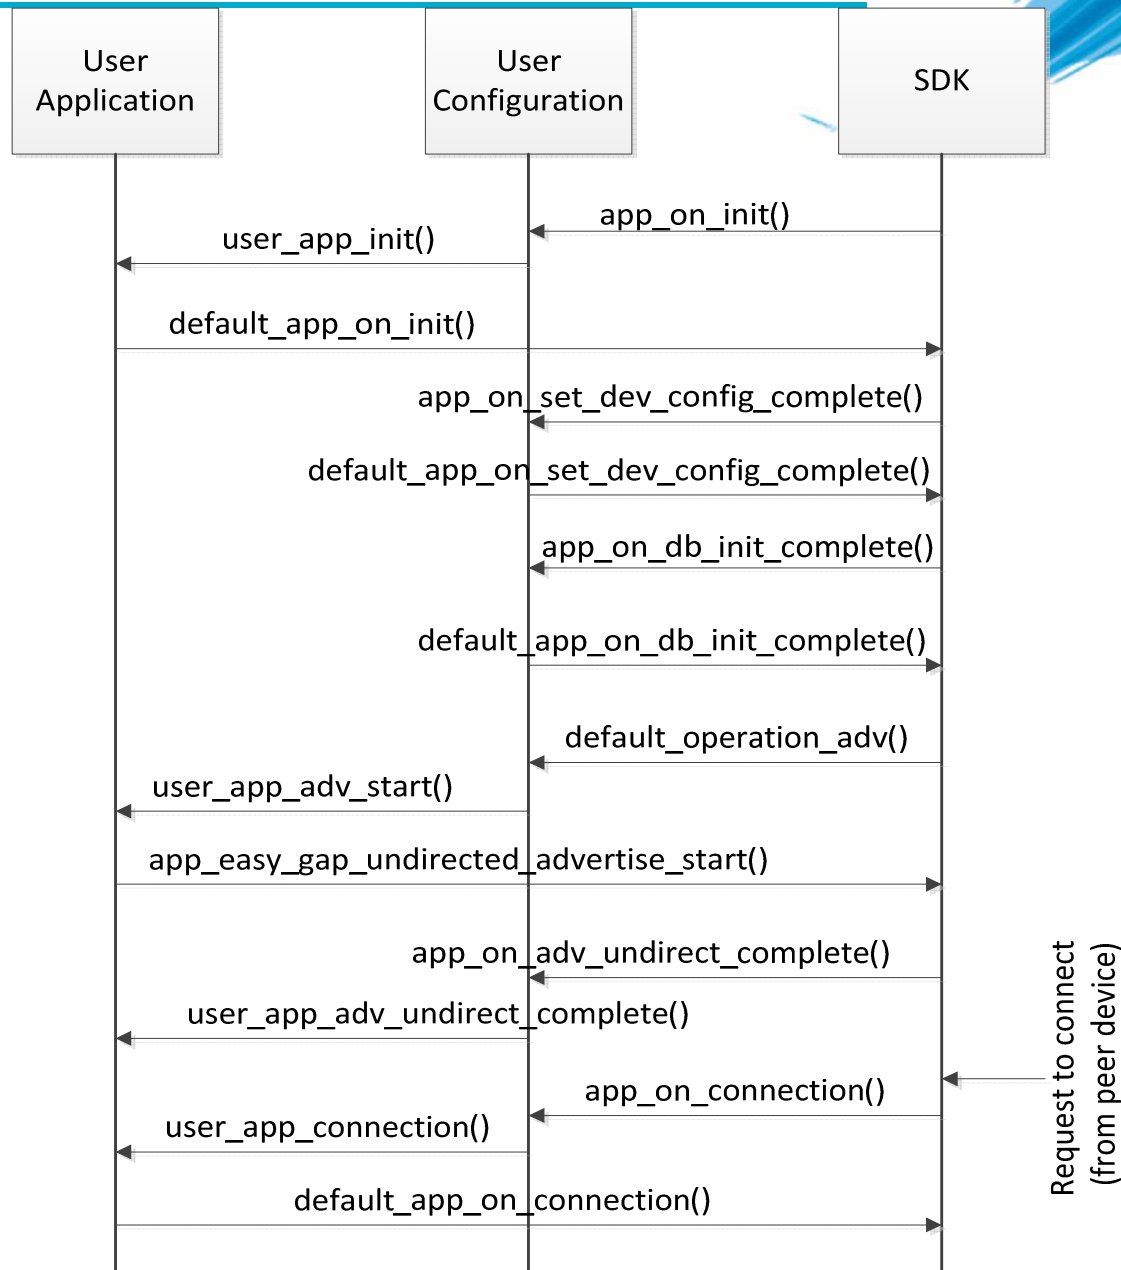 User
Application
User
Configuration
SDK
app_on_init()
user_app_init()
default_app_on_init()
app_on_set_dev_config_complete()
default_app_on_set_dev_config_complete()
app_on_db_init_complete()
default_app_on_db_init_complete()
default_operation_adv()
user_app_adv_start()
app_easy_gap_undirected_advertise_start()
app_on_adv_undirect_complete()
user_app_adv_undirect_complete()
Request to connect
(from peer device)
app_on_connection()
user_app_connection()
default_app_on_connection()